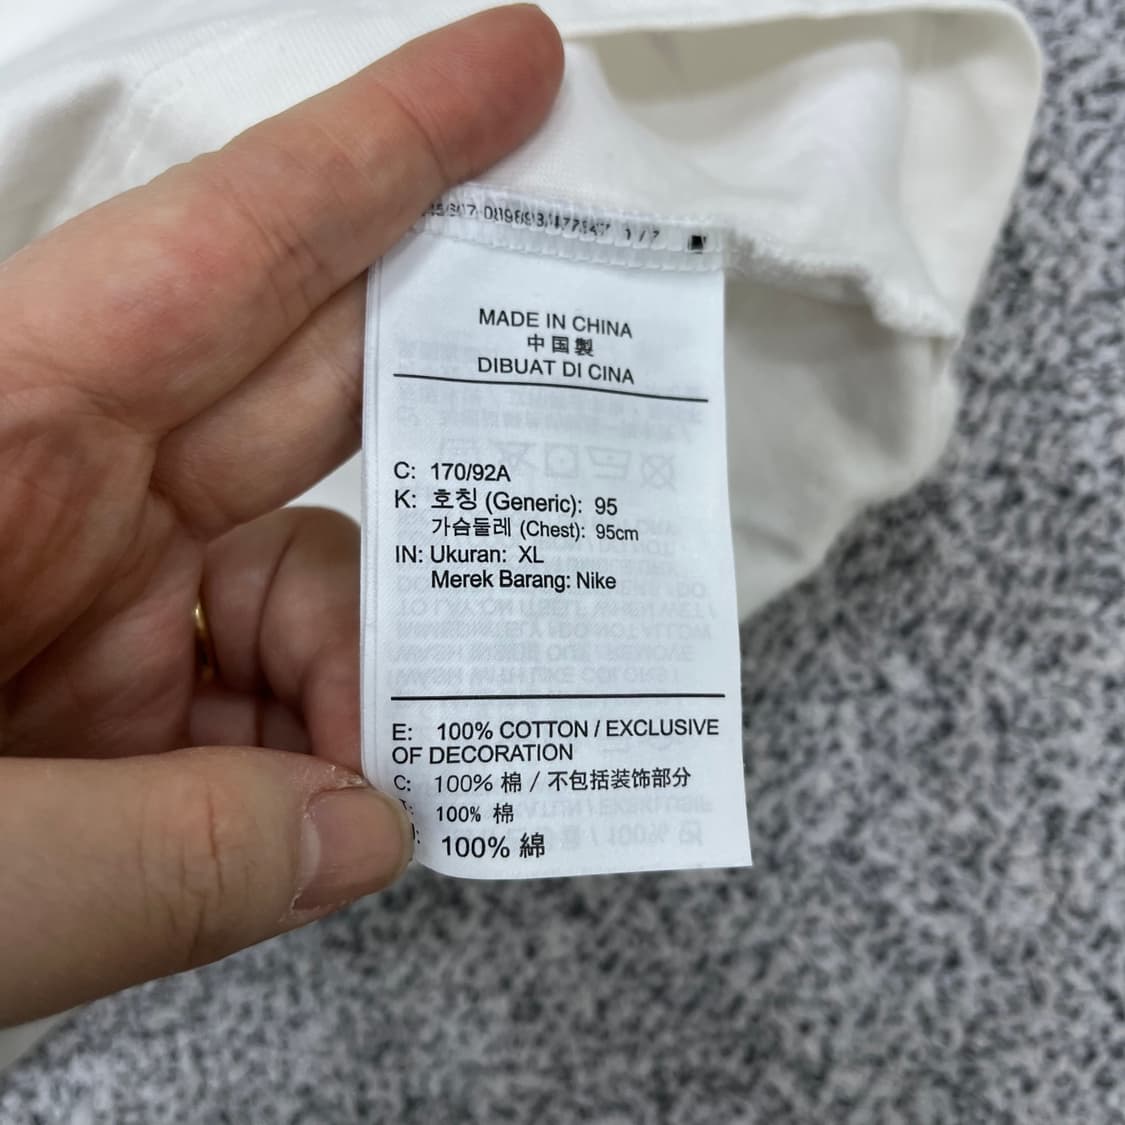 MADE IN CHINA
中国製
DIBUAT DI CINA
C: 170/92A
K: 호칭 (Generic): 95
가슴둘레 (Chest): 95cm
IN: Ukuran: XL
Merek Barang: Nike
E: 100% COTTON / EXCLUSIVE
OF DECORATION
C: 100% 棉 / 不包括装饰部分
100% 棉
100% 綿